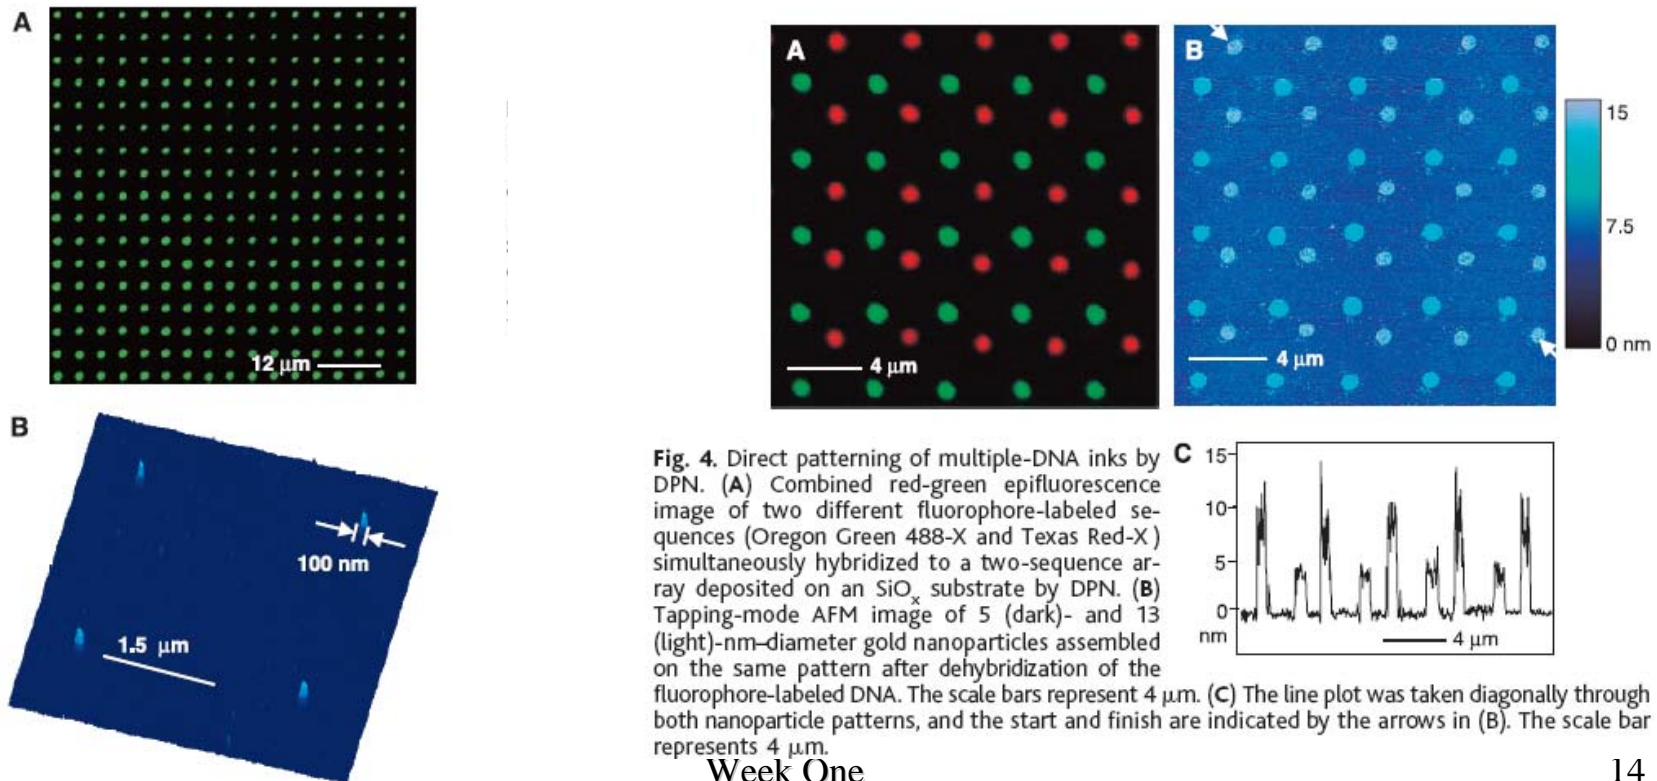 A
12 μm
B
100 nm
1.5 μm
A
4 μm
B
4 μm
15
7.5
0 nm
Fig. 4. Direct patterning of multiple-DNA inks by
DPN. (A) Combined red-green epifluorescence
image of two different fluorophore-labeled se-
quences (Oregon Green 488-X and Texas Red-X)
simultaneously hybridized to a two-sequence ar-
ray deposited on an SiOₓ substrate by DPN. (B)
Tapping-mode AFM image of 5 (dark)- and 13
(light)-nm–diameter gold nanoparticles assembled
on the same pattern after dehybridization of the
fluorophore-labeled DNA. The scale bars represent 4 μm. (C) The line plot was taken diagonally through
both nanoparticle patterns, and the start and finish are indicated by the arrows in (B). The scale bar
represents 4 μm.
C
15
10
5
0
nm
4 μm
Week One
14